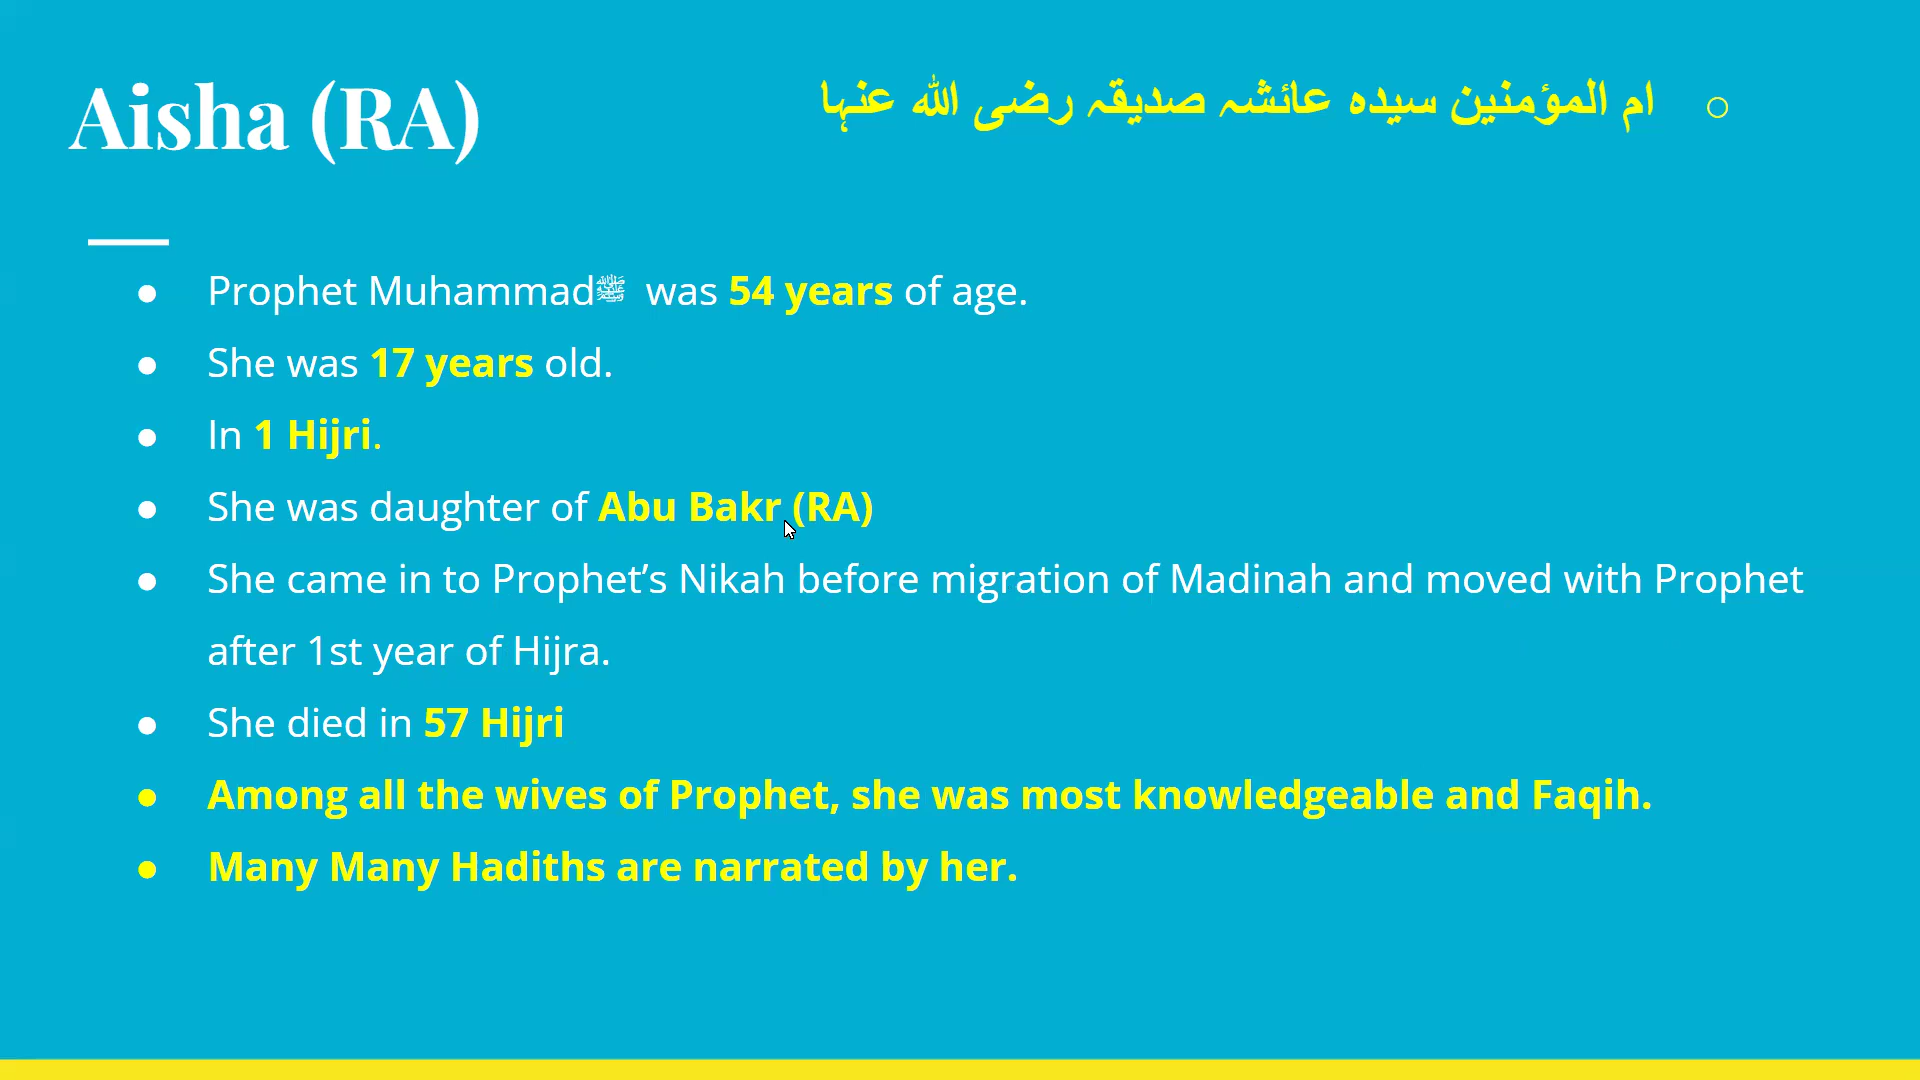 Aisha (RA)
ام المؤمنین سیدہ عائشہ صدیقہ رضی اللہ عنہا
Prophet Muhammadﷺ was 54 years of age.
She was 17 years old.
In 1 Hijri.
She was daughter of Abu Bakr (RA)
She came in to Prophet’s Nikah before migration of Madinah and moved with Prophet
after 1st year of Hijra.
She died in 57 Hijri
Among all the wives of Prophet, she was most knowledgeable and Faqih.
Many Many Hadiths are narrated by her.